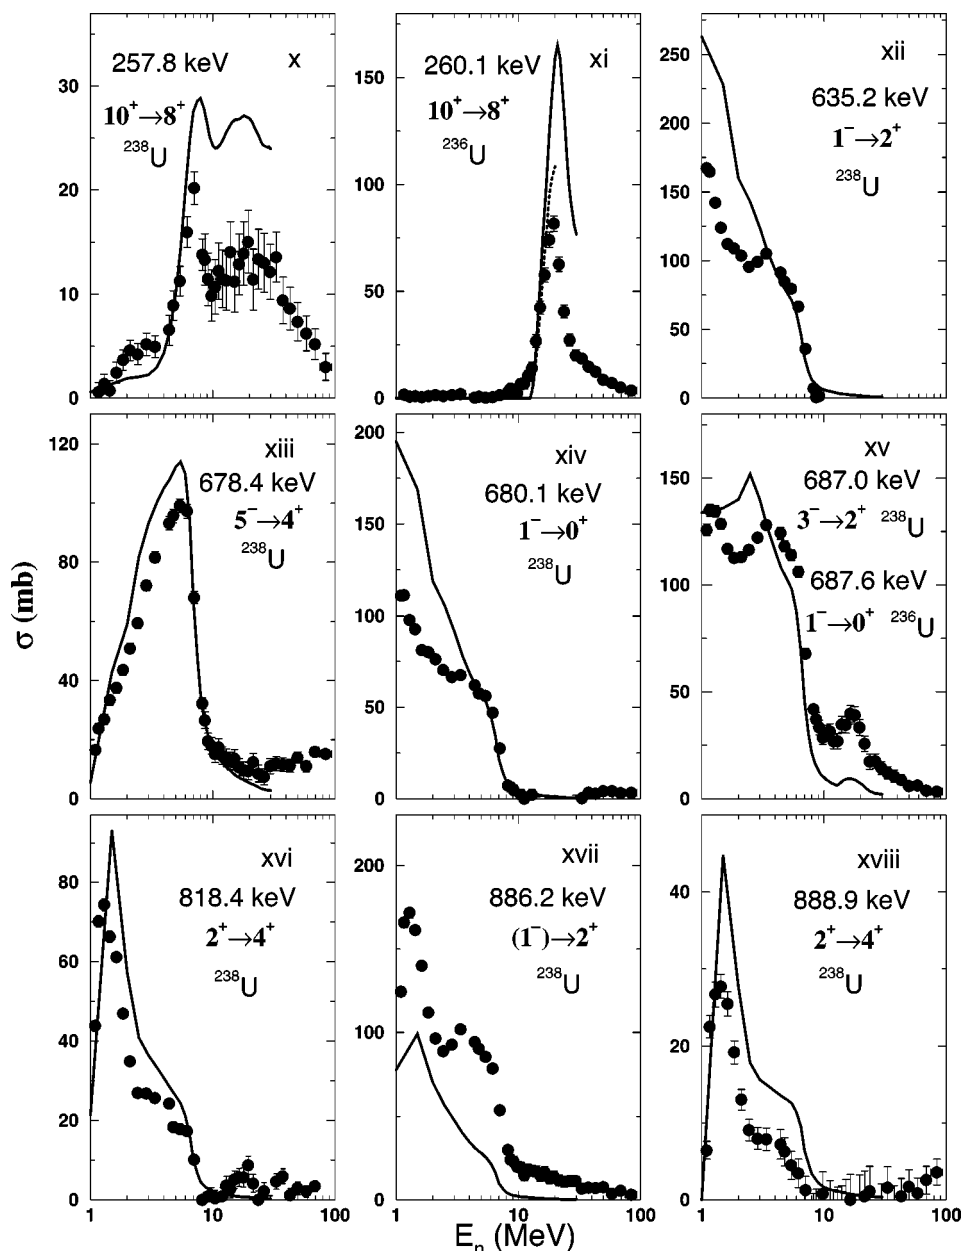 257.8 keV x
10⁺→8⁺
²³⁸U
0
10
20
30
260.1 keV xi
10⁺→8⁺
²³⁶U
0
50
100
150
xii
635.2 keV
1⁻→2⁺
²³⁸U
0
50
100
150
200
250
xiii
678.4 keV
5⁻→4⁺
²³⁸U
0
40
80
120
xiv
680.1 keV
1⁻→0⁺
²³⁸U
0
50
100
150
200
xv
687.0 keV
3⁻→2⁺ ²³⁸U
687.6 keV
1⁻→0⁺ ²³⁶U
0
50
100
150
σ (mb)
xvi
818.4 keV
2⁺→4⁺
²³⁸U
0
20
40
60
80
1 10 100
xvii
886.2 keV
(1⁻)→2⁺
²³⁸U
0
100
200
1 10 100
xviii
888.9 keV
2⁺→4⁺
²³⁸U
0
20
40
1 10 100
Eₙ (MeV)